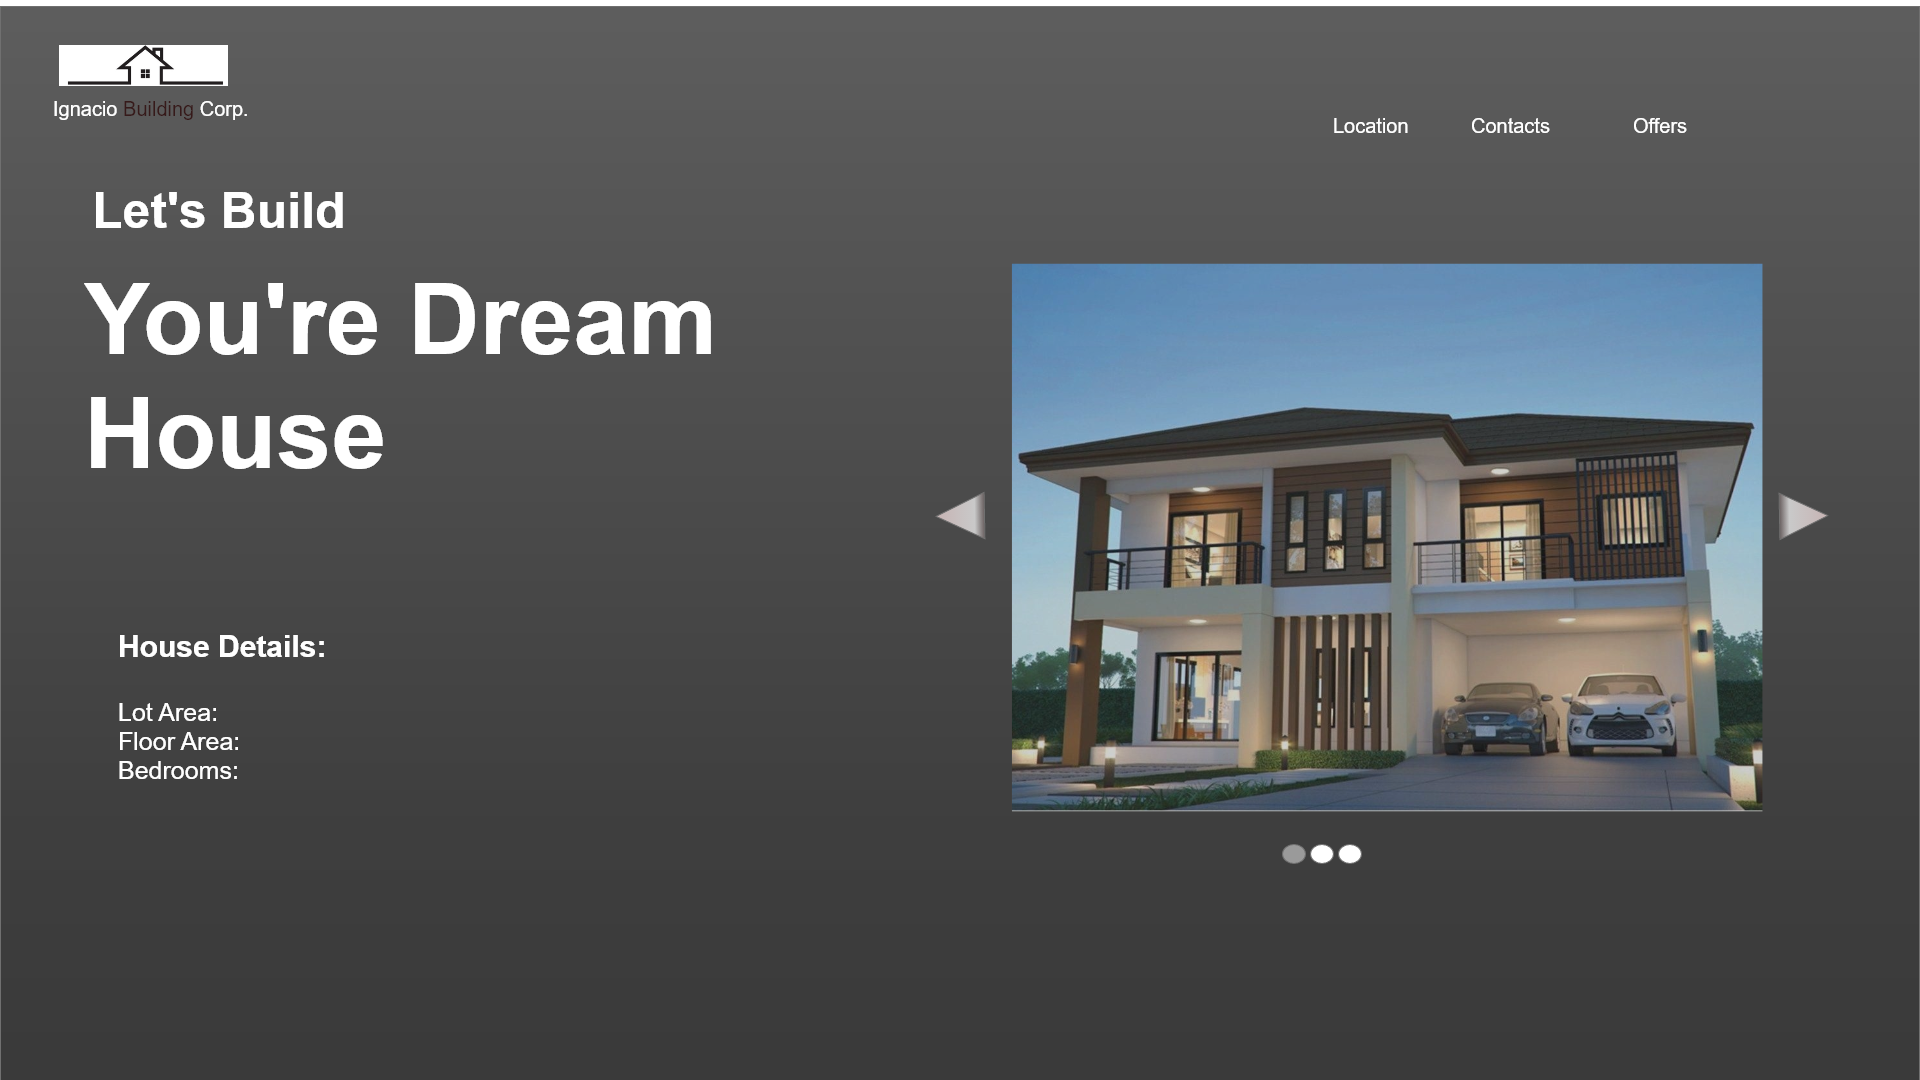 Ignacio Building Corp.
Location
Contacts
Offers
Let's Build
You're Dream
House
House Details:
Lot Area:
Floor Area:
Bedrooms: